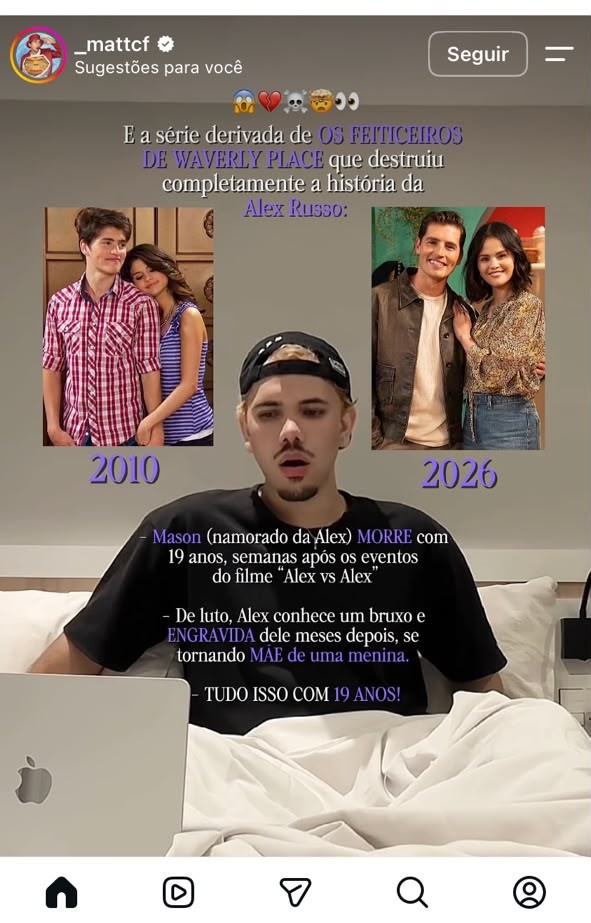 _mattcf
Sugestões para você
Seguir
E a série derivada de OS FEITICEIROS
DE WAVERLY PLACE que destruiu
completamente a história da
Alex Russo:
2010
2026
- Mason (namorado da Alex) MORRE com
19 anos, semanas após os eventos
do filme “Alex vs Alex”
- De luto, Alex conhece um bruxo e
ENGRAVIDA dele meses depois, se
tornando MÃE de uma menina.
- TUDO ISSO COM 19 ANOS!